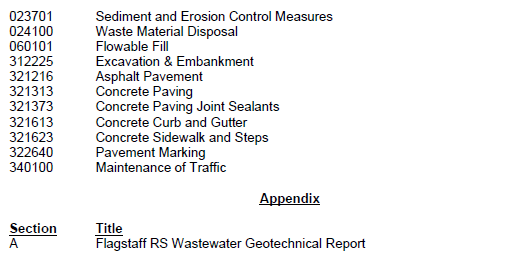 023701 Sediment and Erosion Control Measures
024100 Waste Material Disposal
060101 Flowable Fill
312225 Excavation & Embankment
321216 Asphalt Pavement
321313 Concrete Paving
321373 Concrete Paving Joint Sealants
321613 Concrete Curb and Gutter
321623 Concrete Sidewalk and Steps
322640 Pavement Marking
340100 Maintenance of Traffic
Appendix
Section Title
A Flagstaff RS Wastewater Geotechnical Report